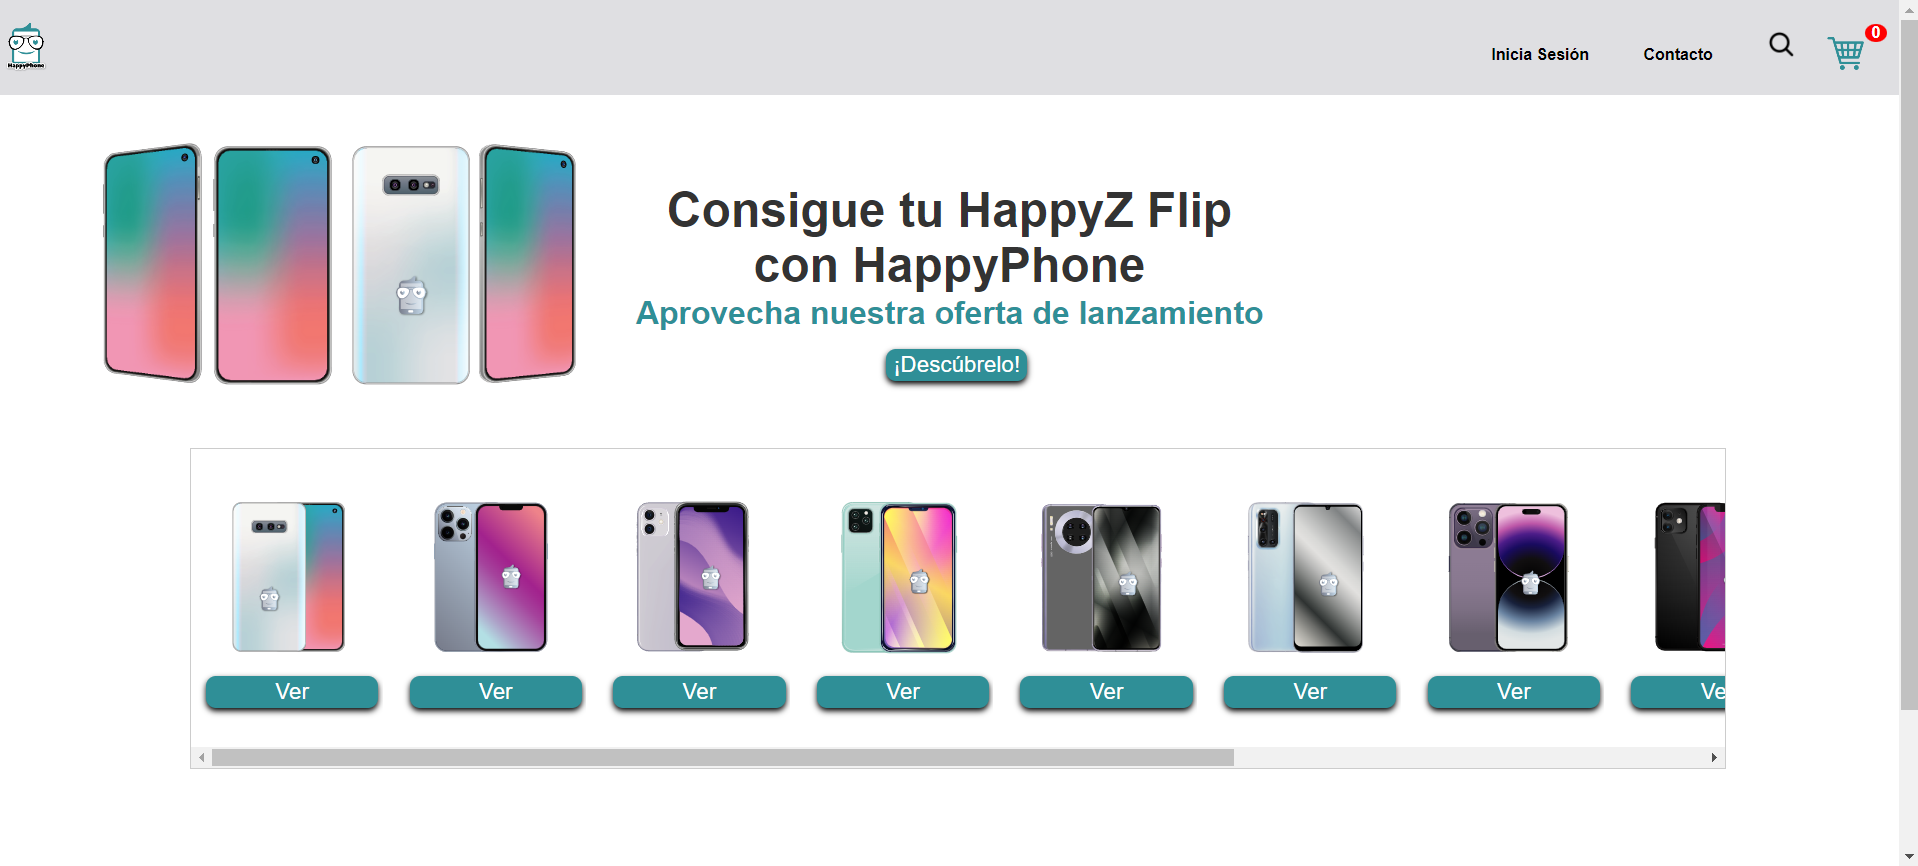 HappyPhone
Inicia Sesión
Contacto
0
Consigue tu HappyZ Flip
con HappyPhone
Aprovecha nuestra oferta de lanzamiento
¡Descúbrelo!
Ver
Ver
Ver
Ver
Ver
Ver
Ver
Ve